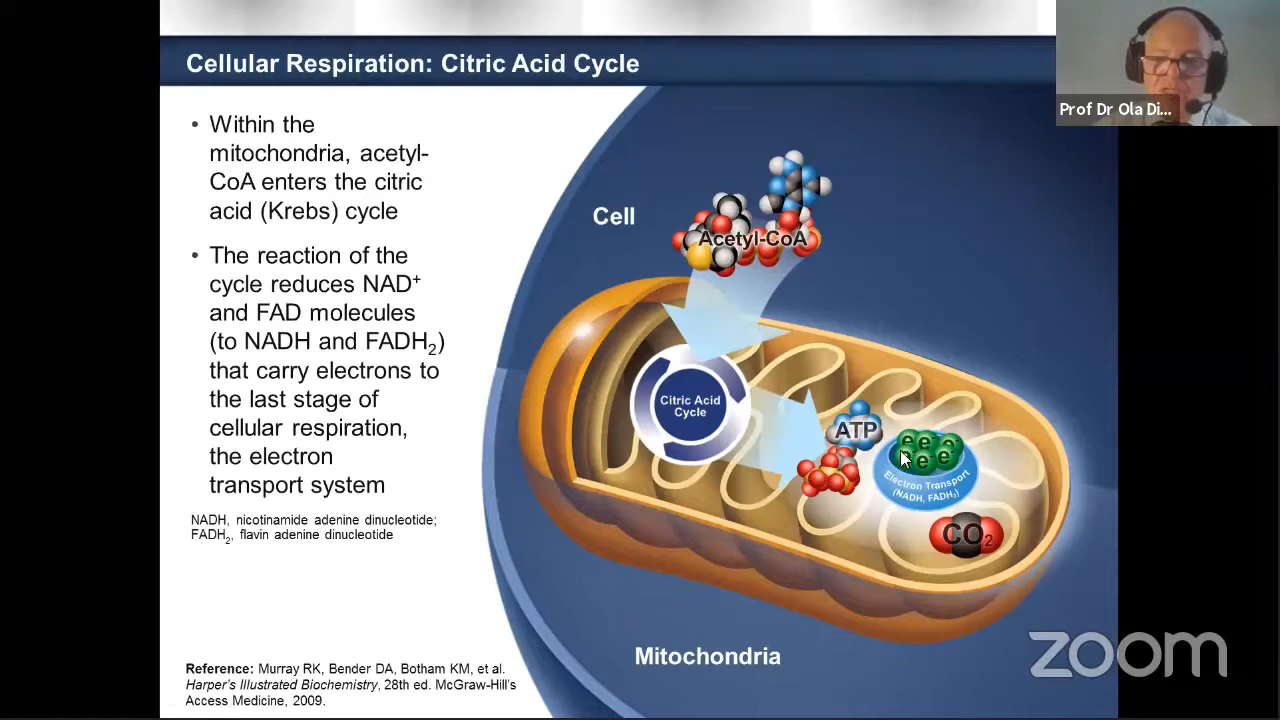 Cellular Respiration: Citric Acid Cycle
Prof Dr Ola Di...
• Within the
mitochondria, acetyl-
CoA enters the citric
acid (Krebs) cycle
• The reaction of the
cycle reduces NAD⁺
and FAD molecules
(to NADH and FADH₂)
that carry electrons to
the last stage of
cellular respiration,
the electron
transport system
NADH, nicotinamide adenine dinucleotide;
FADH₂, flavin adenine dinucleotide
Reference: Murray RK, Bender DA, Botham KM, et al.
Harper's Illustrated Biochemistry, 28th ed. McGraw-Hill's
Access Medicine, 2009.
Cell
Acetyl-CoA
Citric Acid
Cycle
ATP
e⁻ e⁻ e⁻
e⁻ e⁻ e⁻
Electron Transport
(NADH, FADH₂)
CO₂
Mitochondria
zoom